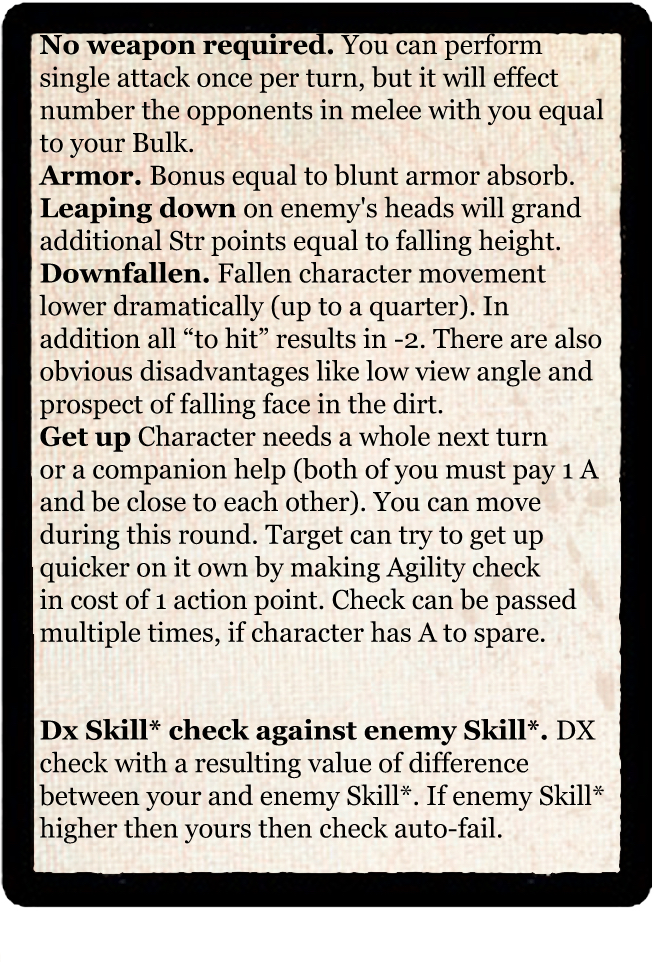 No weapon required. You can perform
single attack once per turn, but it will effect
number the opponents in melee with you equal
to your Bulk.
Armor. Bonus equal to blunt armor absorb.
Leaping down on enemy's heads will grand
additional Str points equal to falling height.
Downfallen. Fallen character movement
lower dramatically (up to a quarter). In
addition all “to hit” results in -2. There are also
obvious disadvantages like low view angle and
prospect of falling face in the dirt.
Get up Character needs a whole next turn
or a companion help (both of you must pay 1 A
and be close to each other). You can move
during this round. Target can try to get up
quicker on it own by making Agility check
in cost of 1 action point. Check can be passed
multiple times, if character has A to spare.
Dx Skill* check against enemy Skill*. DX
check with a resulting value of difference
between your and enemy Skill*. If enemy Skill*
higher then yours then check auto-fail.